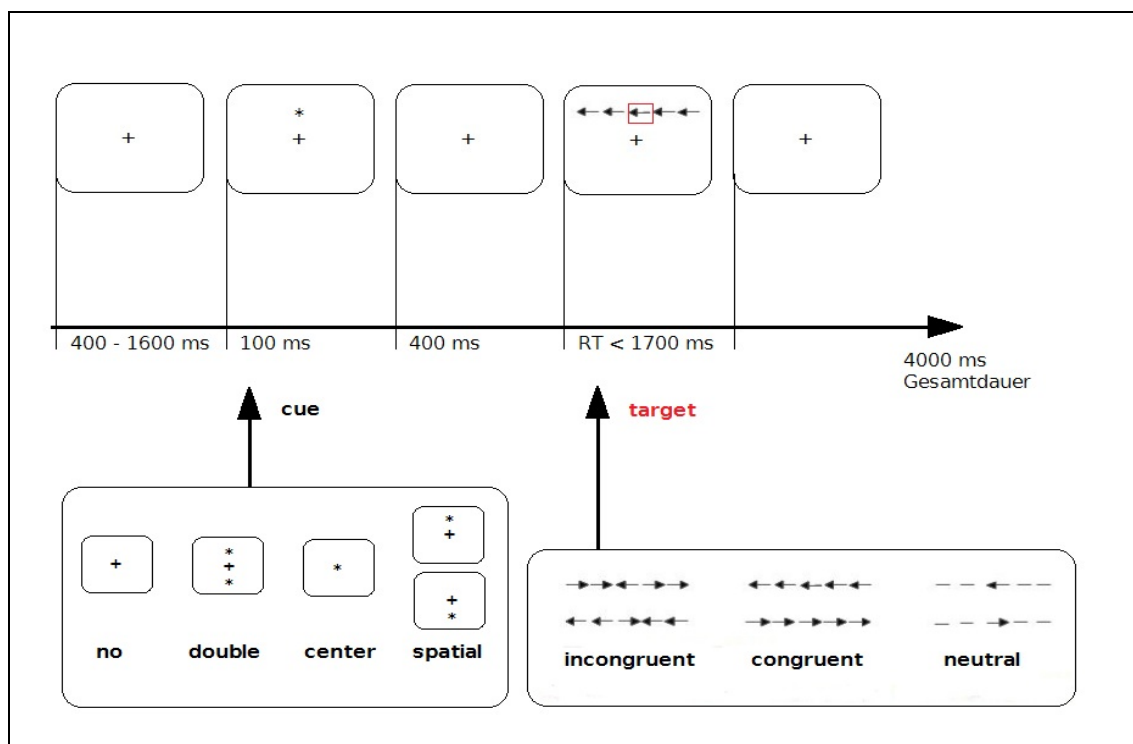 400 - 1600 ms
100 ms
400 ms
RT < 1700 ms
4000 ms
Gesamtdauer
cue
target
no
double
center
spatial
incongruent
congruent
neutral